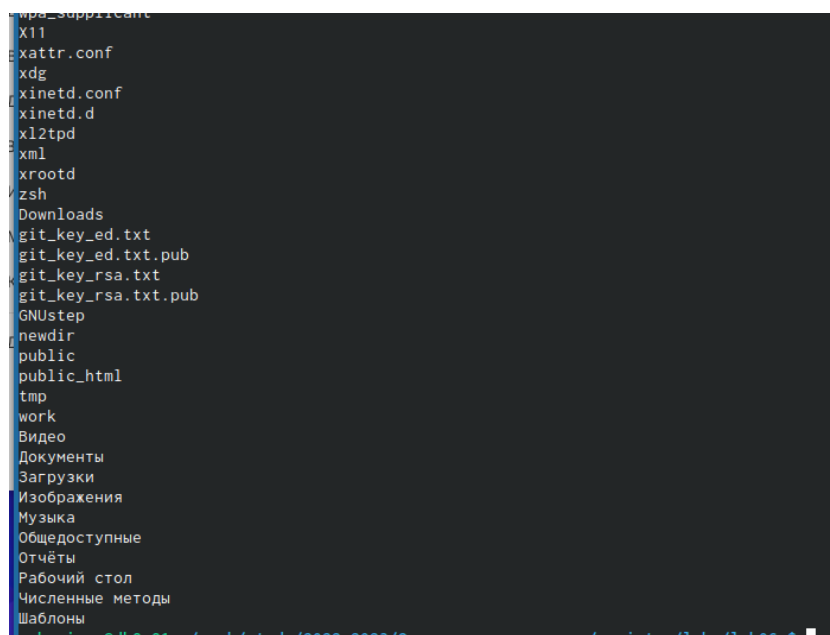 wpa_supplicant
X11
xattr.conf
xdg
xinetd.conf
xinetd.d
xl2tpd
xml
xrootd
zsh
Downloads
git_key_ed.txt
git_key_ed.txt.pub
git_key_rsa.txt
git_key_rsa.txt.pub
GNUstep
newdir
public
public_html
tmp
work
Видео
Документы
Загрузки
Изображения
Музыка
Общедоступные
Отчёты
Рабочий стол
Численные методы
Шаблоны